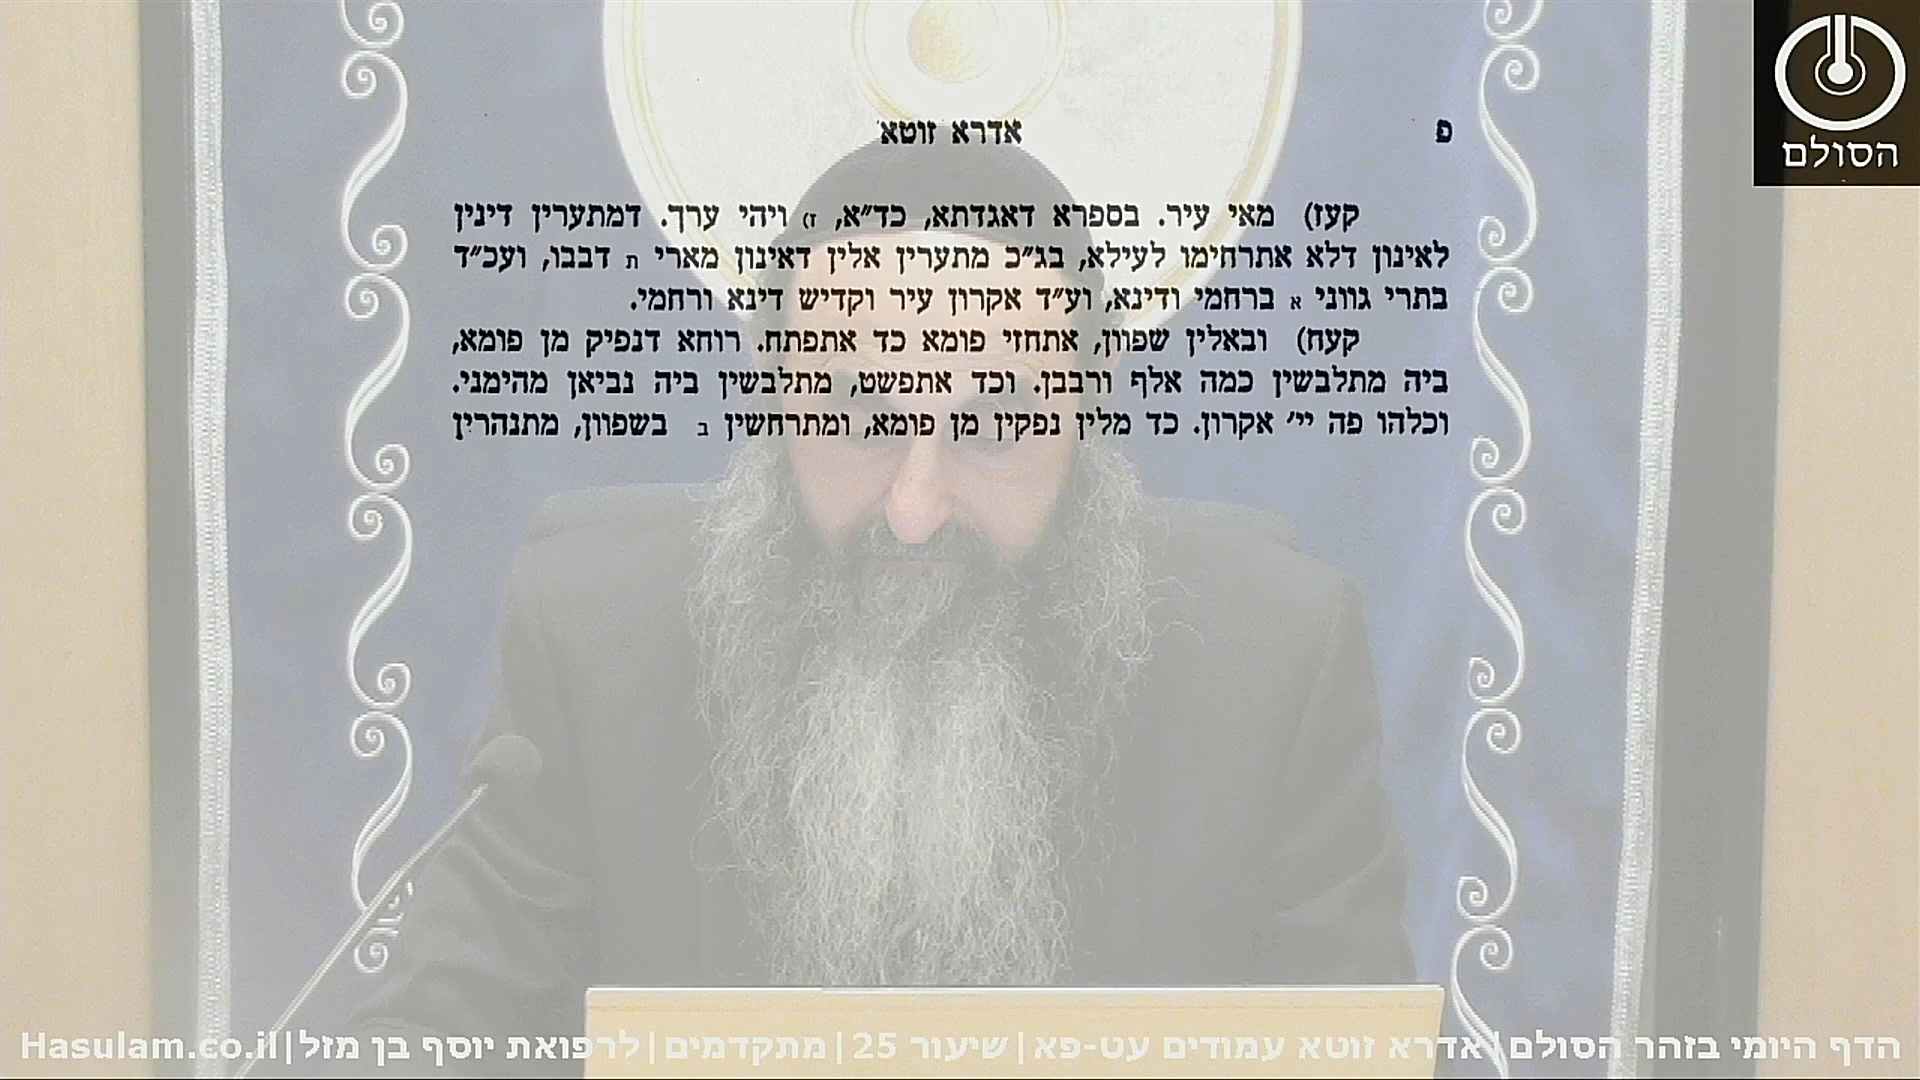 הסולם
פ אדרא זוטא
קעז) מאי עיר. בספרא דאגדתא, כד״א, ז) ויהי ערך. דמתערין דינין
לאינון דלא אתרחימו לעילא, בג״כ מתערין אלין דאינון מארי ת דבבו, ועכ״ד
בתרי גווני א ברחמי ודינא, וע״ד אקרון עיר וקדיש דינא ורחמי.
קעח) ובאלין שפוון, אתחזי פומא כד אתפתח. רוחא דנפיק מן פומא,
ביה מתלבשין כמה אלף ורבבן. וכד אתפשט, מתלבשין ביה נביאן מהימני.
וכלהו פה יי׳ אקרון. כד מלין נפקין מן פומא, ומתרחשין ב בשפוון, מתנהרין
הדף היומי בזהר הסולם|אדרא זוטא עמודים עט-פא|שיעור 25|מתקדמים|לרפואת יוסף בן מזל|Hasulam.co.il